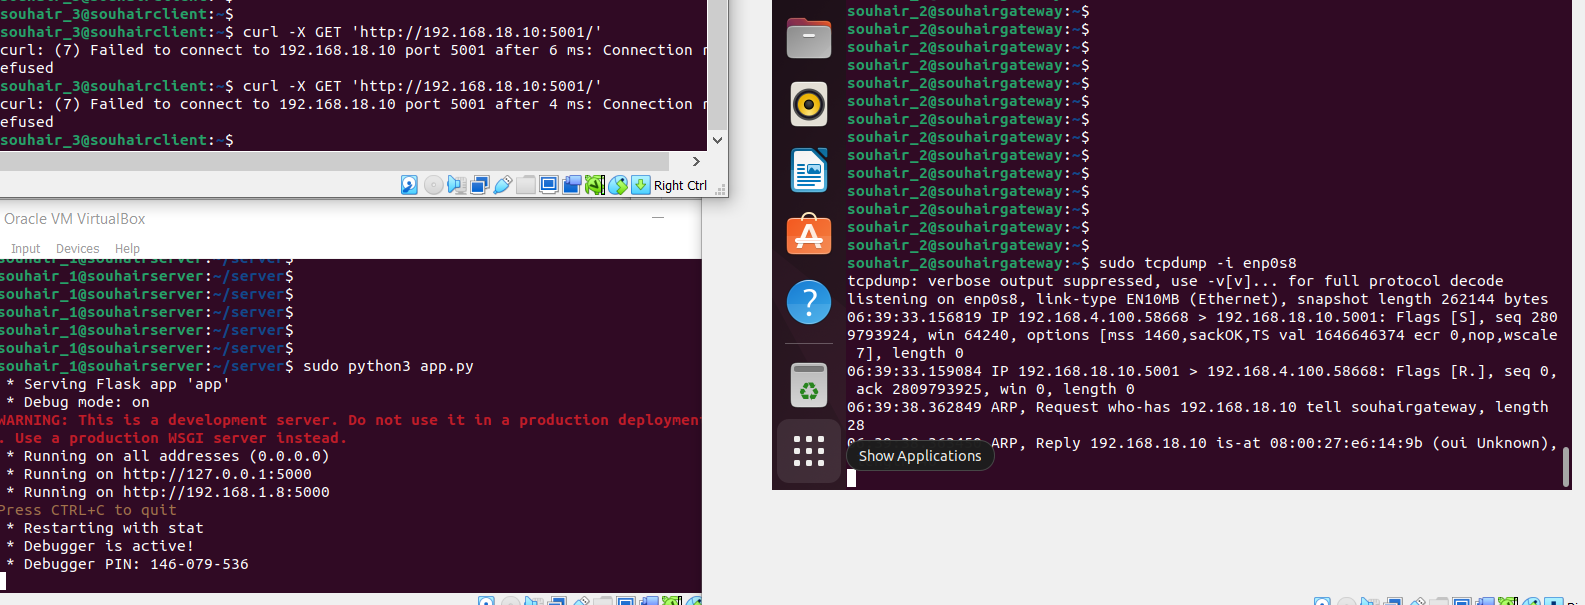 souhair_3@souhairclient:~$
souhair_3@souhairclient:~$ curl -X GET 'http://192.168.18.10:5001/'
curl: (7) Failed to connect to 192.168.18.10 port 5001 after 6 ms: Connection r
efused
souhair_3@souhairclient:~$ curl -X GET 'http://192.168.18.10:5001/'
curl: (7) Failed to connect to 192.168.18.10 port 5001 after 4 ms: Connection r
efused
souhair_3@souhairclient:~$
Right Ctrl
Oracle VM VirtualBox
Input Devices Help
souhair_1@souhairserver:~/server$
souhair_1@souhairserver:~/server$
souhair_1@souhairserver:~/server$
souhair_1@souhairserver:~/server$
souhair_1@souhairserver:~/server$
souhair_1@souhairserver:~/server$
souhair_1@souhairserver:~/server$ sudo python3 app.py
* Serving Flask app 'app'
* Debug mode: on
WARNING: This is a development server. Do not use it in a production deploymen
. Use a production WSGI server instead.
* Running on all addresses (0.0.0.0)
* Running on http://127.0.0.1:5000
* Running on http://192.168.1.8:5000
Press CTRL+C to quit
* Restarting with stat
* Debugger is active!
* Debugger PIN: 146-079-536
souhair_2@souhairgateway:~$
souhair_2@souhairgateway:~$
souhair_2@souhairgateway:~$
souhair_2@souhairgateway:~$
souhair_2@souhairgateway:~$
souhair_2@souhairgateway:~$
souhair_2@souhairgateway:~$
souhair_2@souhairgateway:~$
souhair_2@souhairgateway:~$
souhair_2@souhairgateway:~$
souhair_2@souhairgateway:~$
souhair_2@souhairgateway:~$
souhair_2@souhairgateway:~$
souhair_2@souhairgateway:~$
souhair_2@souhairgateway:~$ sudo tcpdump -i enp0s8
tcpdump: verbose output suppressed, use -v[v]... for full protocol decode
listening on enp0s8, link-type EN10MB (Ethernet), snapshot length 262144 bytes
06:39:33.156819 IP 192.168.4.100.58668 > 192.168.18.10.5001: Flags [S], seq 280
9793924, win 64240, options [mss 1460,sackOK,TS val 1646646374 ecr 0,nop,wscale
7], length 0
06:39:33.159084 IP 192.168.18.10.5001 > 192.168.4.100.58668: Flags [R.], seq 0,
ack 2809793925, win 0, length 0
06:39:38.362849 ARP, Request who-has 192.168.18.10 tell souhairgateway, length
28
ARP, Reply 192.168.18.10 is-at 08:00:27:e6:14:9b (oui Unknown),
Show Applications